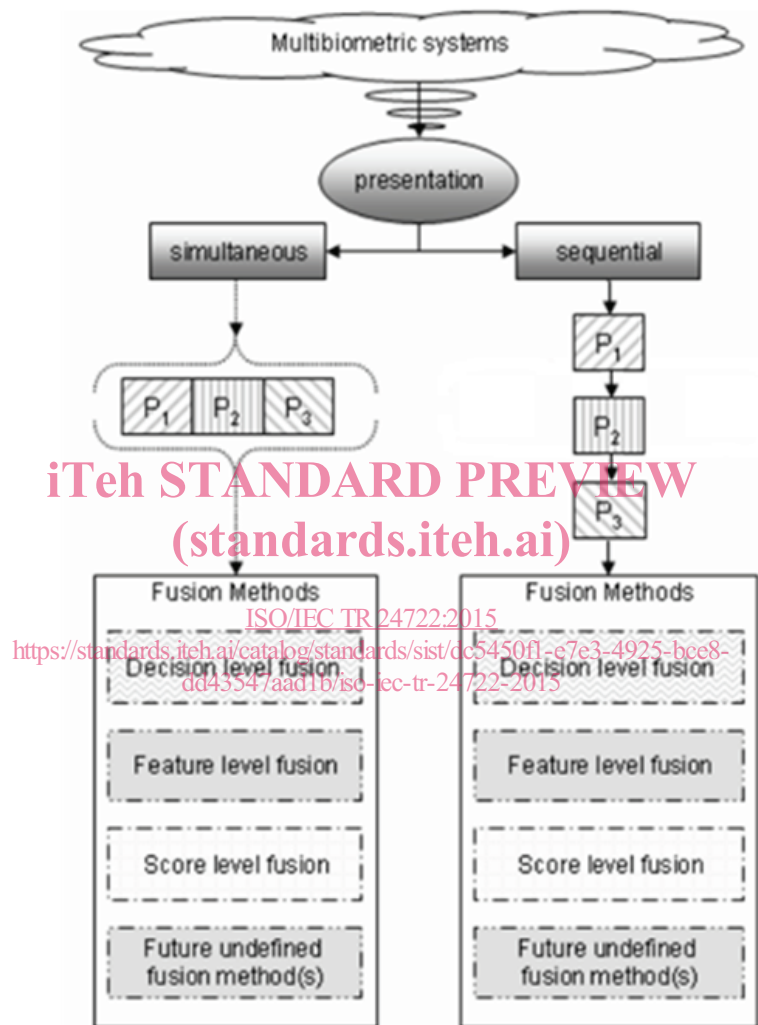 Multibiometric systems
presentation
simultaneous
sequential
P1
P2
P3
P1
P2
P3
iTeh STANDARD PREVIEW
(standards.iteh.ai)
Fusion Methods
Fusion Methods
ISO/IEC TR 24722:2015
https://standards.iteh.ai/catalog/standards/sist/dc5450f1-e7e3-4925-bce8-
dd43547aad1b/iso-iec-tr-24722-2015
Decision level fusion
Decision level fusion
Feature level fusion
Feature level fusion
Score level fusion
Score level fusion
Future undefined
fusion method(s)
Future undefined
fusion method(s)